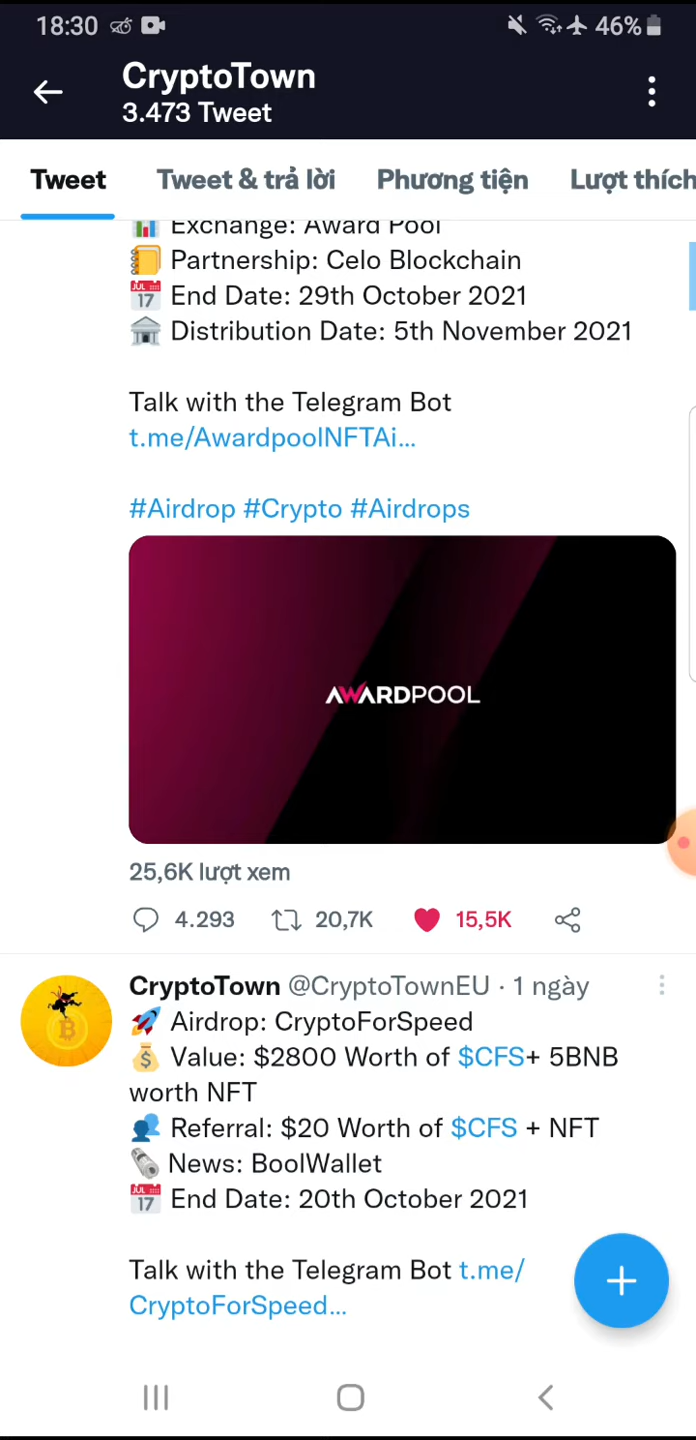 18:30 46%
CryptoTown
3.473 Tweet
Tweet Tweet & trả lời Phương tiện Lượt thích
Exchange: Award Pool
Partnership: Celo Blockchain
JUL 17 End Date: 29th October 2021
Distribution Date: 5th November 2021
Talk with the Telegram Bot
t.me/AwardpoolNFTAi...
#Airdrop #Crypto #Airdrops
AWARDPOOL
25,6K lượt xem
4.293 20,7K 15,5K
CryptoTown @CryptoTownEU · 1 ngày
Airdrop: CryptoForSpeed
Value: $2800 Worth of $CFS+ 5BNB
worth NFT
Referral: $20 Worth of $CFS + NFT
News: BoolWallet
JUL 17 End Date: 20th October 2021
Talk with the Telegram Bot t.me/
CryptoForSpeed...